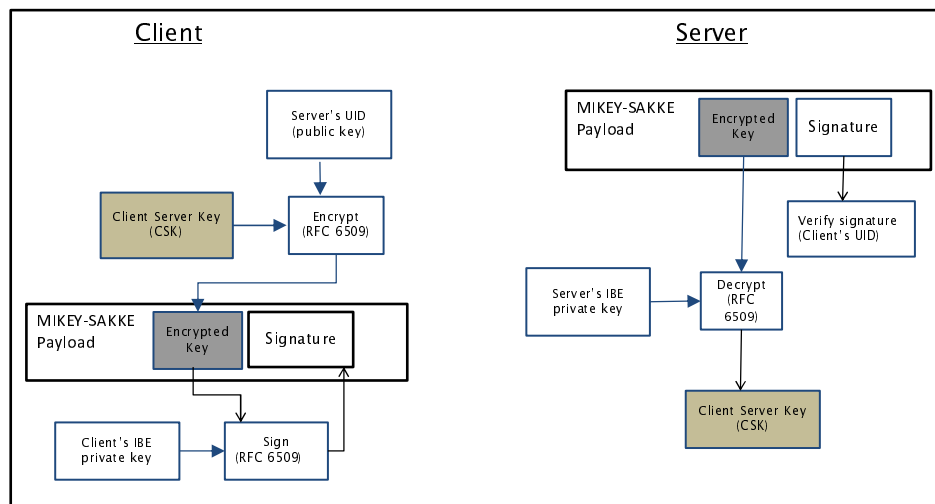 Client
Server's UID
(public key)
Client Server Key
(CSK)
Encrypt
(RFC 6509)
MIKEY-SAKKE
Payload
Encrypted
Key
Signature
Client's IBE
private key
Sign
(RFC 6509)
Server
MIKEY-SAKKE
Payload
Encrypted
Key
Signature
Verify signature
(Client's UID)
Server's IBE
private key
Decrypt
(RFC
6509)
Client Server Key
(CSK)